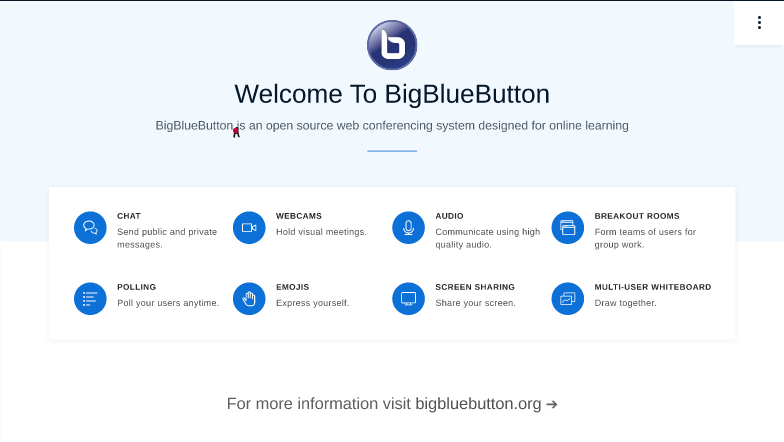 Welcome To BigBlueButton
BigBlueButton is an open source web conferencing system designed for online learning
CHAT
Send public and private
messages.
WEBCAMS
Hold visual meetings.
AUDIO
Communicate using high
quality audio.
BREAKOUT ROOMS
Form teams of users for
group work.
POLLING
Poll your users anytime.
EMOJIS
Express yourself.
SCREEN SHARING
Share your screen.
MULTI-USER WHITEBOARD
Draw together.
For more information visit bigbluebutton.org →